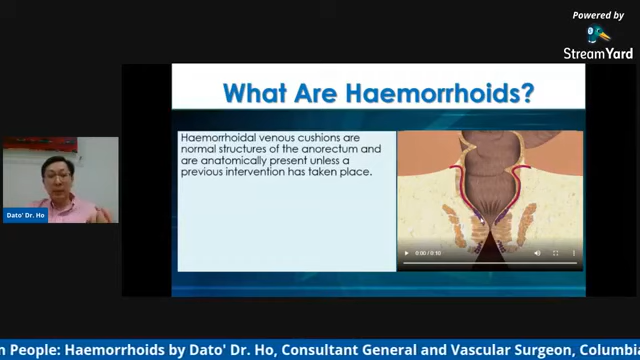 Powered by
StreamYard
What Are Haemorrhoids?
Haemorrhoidal venous cushions are
normal structures of the anorectum and
are anatomically present unless a
previous intervention has taken place.
0:00 / 0:10
Dato' Dr. Ho
n People: Haemorrhoids by Dato' Dr. Ho, Consultant General and Vascular Surgeon, Columbia